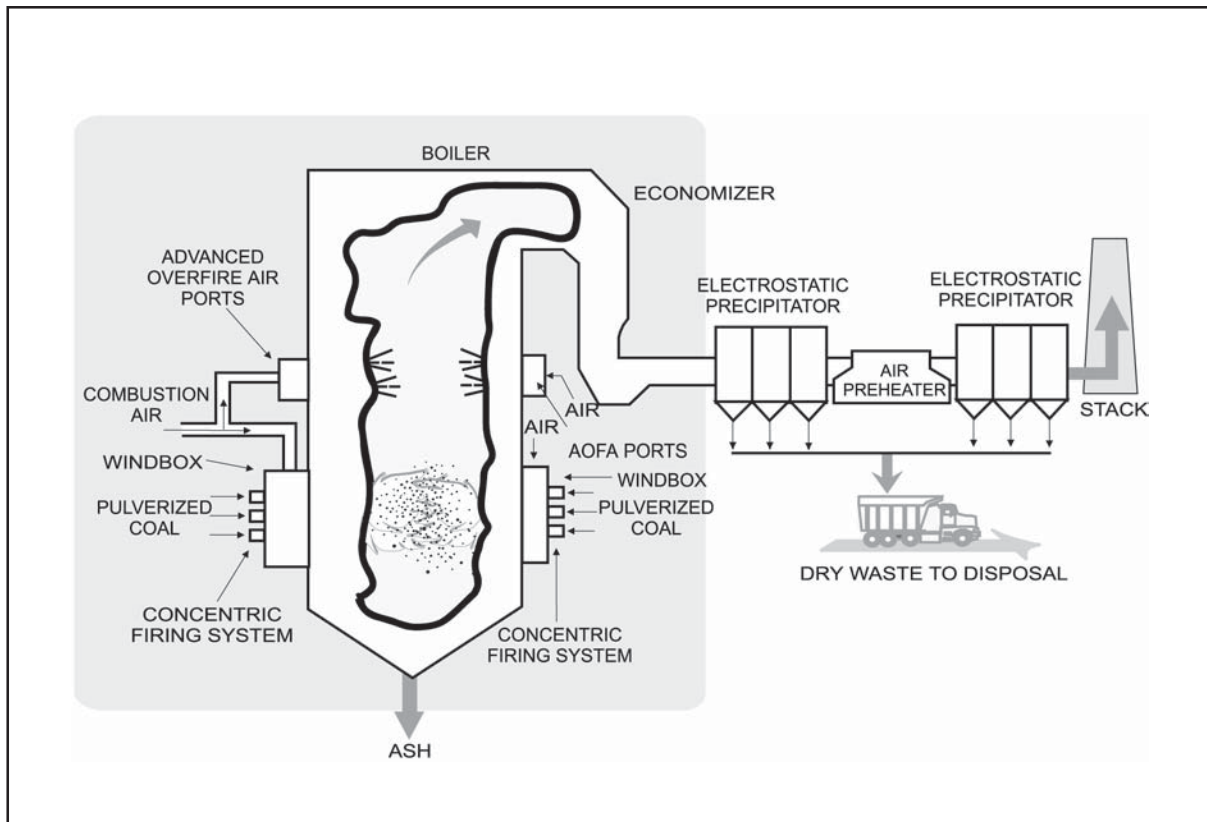 BOILER
ECONOMIZER
ADVANCED
OVERFIRE AIR
PORTS
ELECTROSTATIC
PRECIPITATOR
ELECTROSTATIC
PRECIPITATOR
AIR
PREHEATER
STACK
COMBUSTION
AIR
AIR
AIR
AOFA PORTS
WINDBOX
WINDBOX
PULVERIZED
COAL
PULVERIZED
COAL
DRY WASTE TO DISPOSAL
CONCENTRIC
FIRING SYSTEM
CONCENTRIC
FIRING SYSTEM
ASH